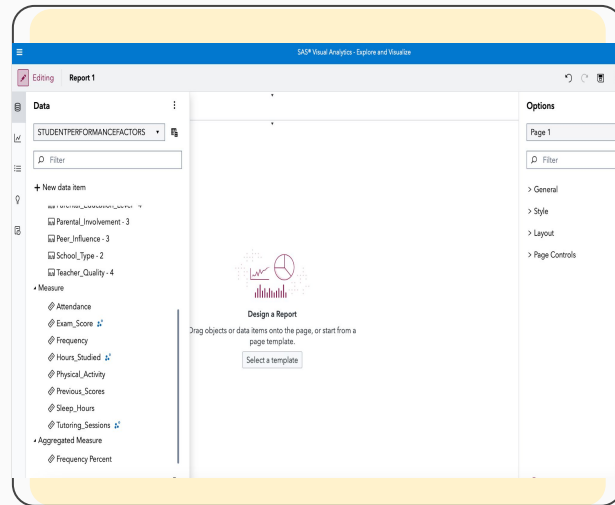 SAS® Visual Analytics - Explore and Visualize
Editing Report 1
Data
STUDENTPERFORMANCEFACTORS
Filter
+ New data item
Parental_Education_Level - 4
Parental_Involvement - 3
Peer_Influence - 3
School_Type - 2
Teacher_Quality - 4
Measure
Attendance
Exam_Score
Frequency
Hours_Studied
Physical_Activity
Previous_Scores
Sleep_Hours
Tutoring_Sessions
Aggregated Measure
Frequency Percent
Design a Report
Drag objects or data items onto the page, or start from a
page template.
Select a template
Options
Page 1
Filter
> General
> Style
> Layout
> Page Controls